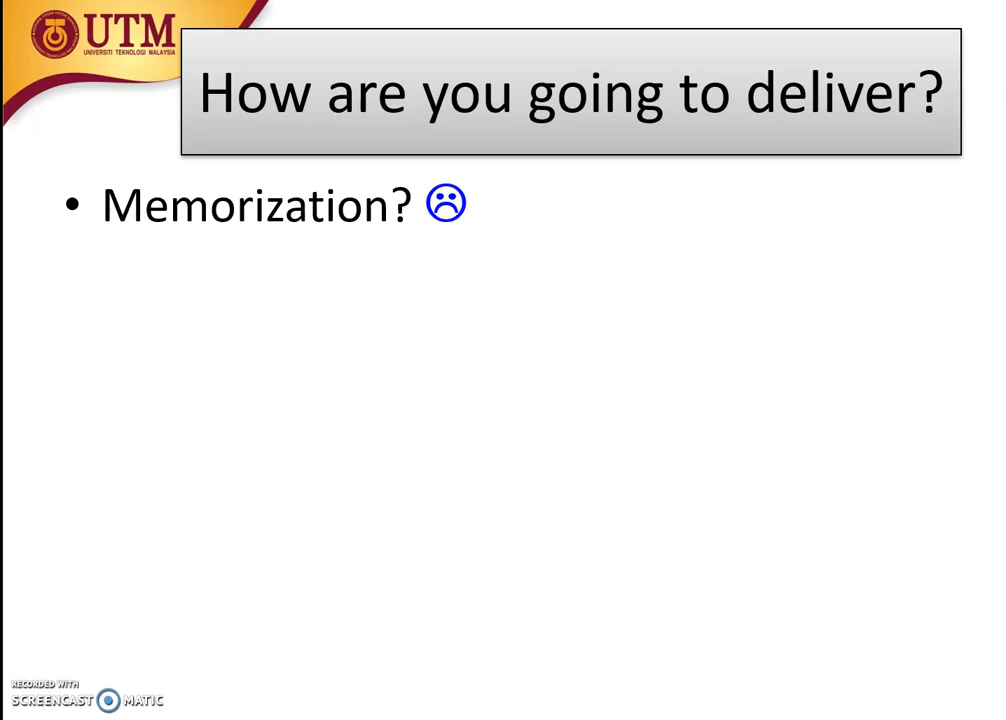 UTM
UNIVERSITI TEKNOLOGI MALAYSIA
How are you going to deliver?
• Memorization? ☹
RECORDED WITH
SCREENCAST MATIC